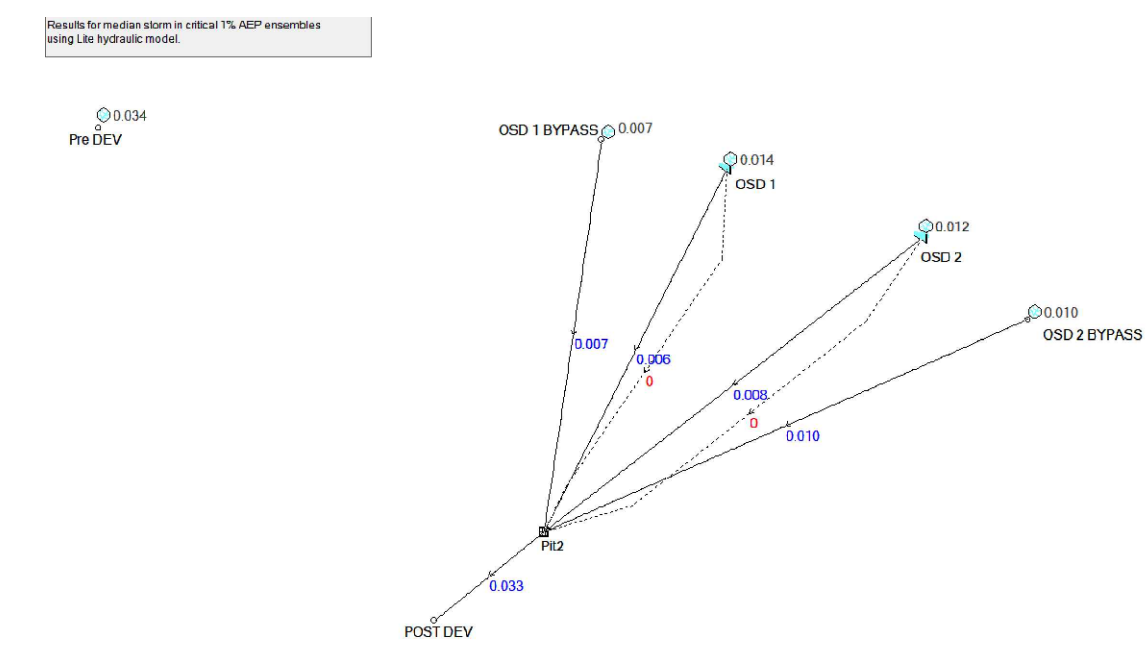 Results for median storm in critical 1% AEP ensembles
using Lite hydraulic model.
0.034
Pre DEV
OSD 1 BYPASS
0.007
0.014
OSD 1
0.012
OSD 2
0.010
OSD 2 BYPASS
0.007
0.006
0
0.008
0
0.010
Pit2
0.033
POST DEV